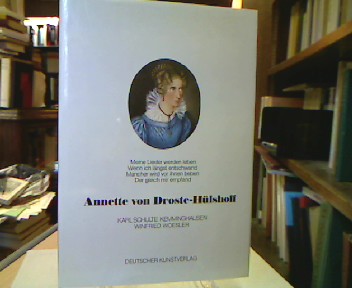 Meine Lieder werden leben
Wenn ich längst entschwand
Mancher wird vor ihnen beben
Der gleich mir empfand
Annette von Droste-Hülshoff
KARL SCHULTE KEMMINGHAUSEN
WINFRIED WOESLER
DEUTSCHER KUNSTVERLAG